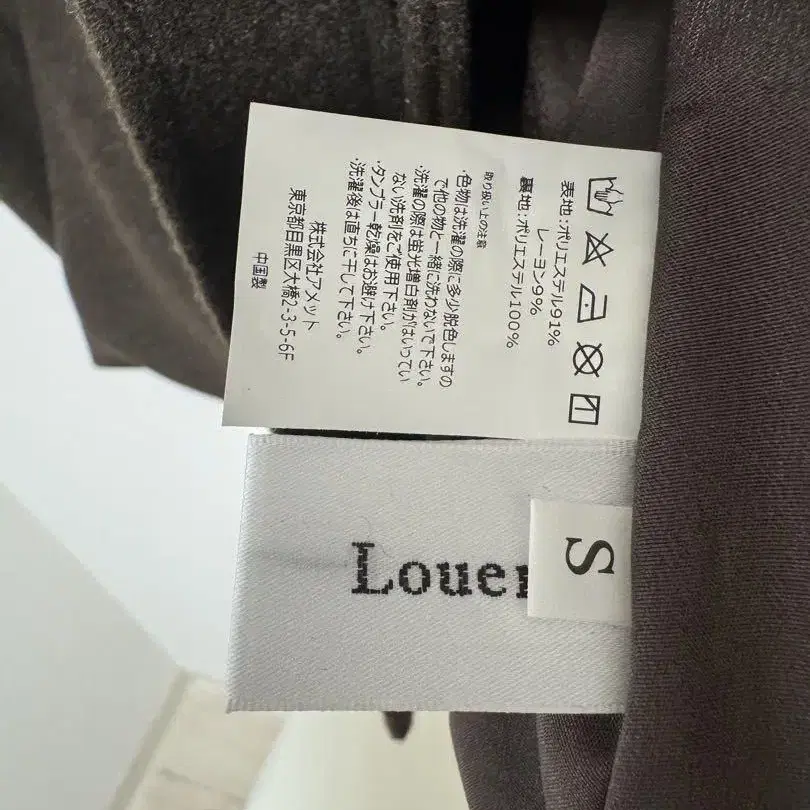 表地:ポリエステル91%
レーヨン9%
裏地:ポリエステル100%
取り扱い上の注意
・色物は洗濯の際に多少脱色しますの
で他の物と一緒に洗わないで下さい。
・洗濯の際は蛍光増白剤がはいってい
ない洗剤をご使用下さい。
・タンブラー乾燥はお避け下さい。
・洗濯後は直ちに干して下さい。
株式会社アメット
東京都目黒区大橋2-3-5-6F
中国製
Louer
S